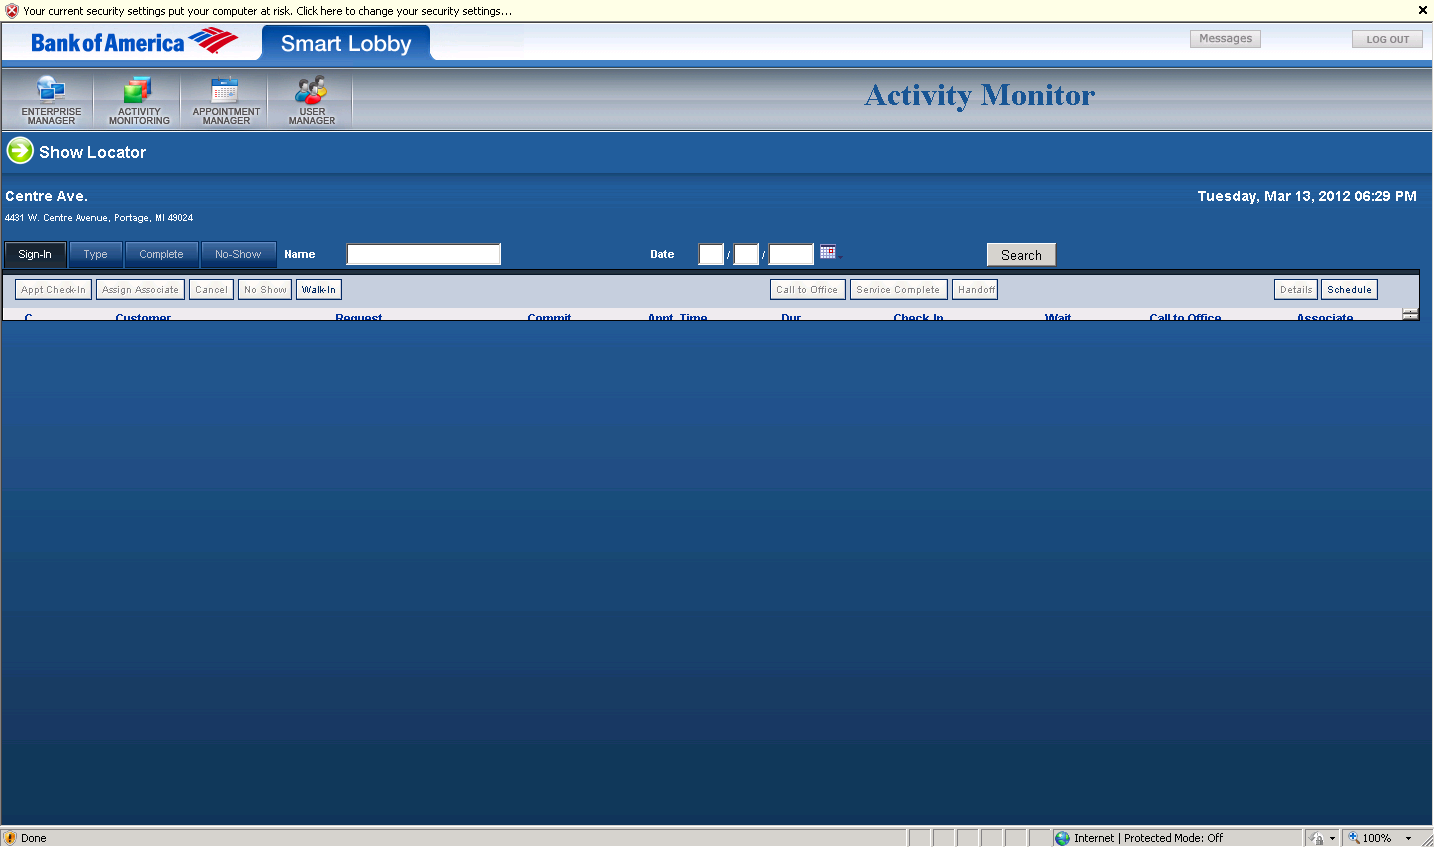 Your current security settings put your computer at risk. Click here to change your security settings...
Bank of America Smart Lobby Messages LOG OUT
ENTERPRISE MANAGER ACTIVITY MONITORING APPOINTMENT MANAGER USER MANAGER
Activity Monitor
Show Locator
Centre Ave. Tuesday, Mar 13, 2012 06:29 PM
4431 W. Centre Avenue, Portage, MI 49024
Sign-In Type Complete No-Show Name Date / / Search
Appt Check-In Assign Associate Cancel No Show Walk-In Call to Office Service Complete Handoff Details Schedule
C Customer Request Commit Appt. Time Dur Check In Wait Call to Office Associate
Done Internet | Protected Mode: Off 100%